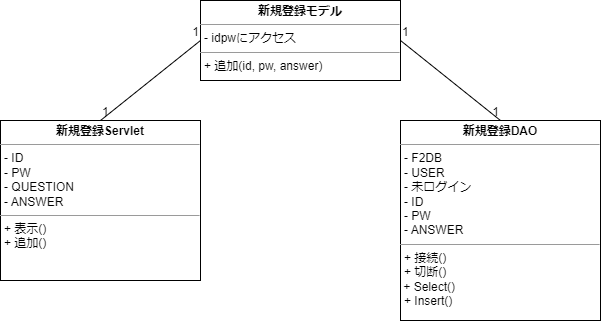 新規登録モデル
- idpwにアクセス
+ 追加(id, pw, answer)
1
1
1
1
新規登録Servlet
- ID
- PW
- QUESTION
- ANSWER
+ 表示()
+ 追加()
新規登録DAO
- F2DB
- USER
- 未ログイン
- ID
- PW
- ANSWER
+ 接続()
+ 切断()
+ Select()
+ Insert()